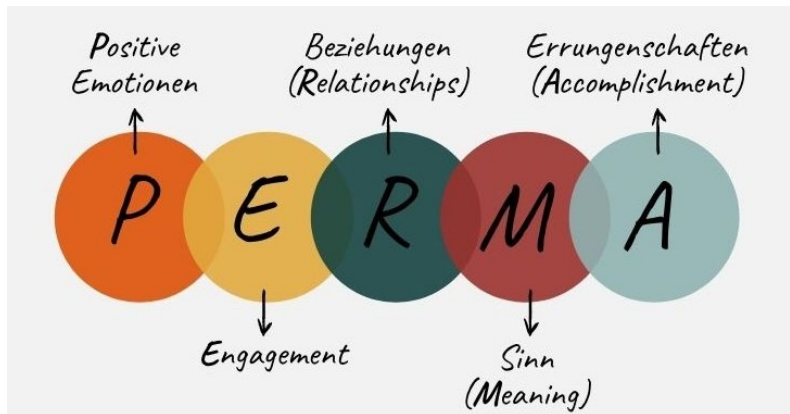 Positive
Emotionen
Beziehungen
(Relationships)
Errungenschaften
(Accomplishment)
P E R M A
Engagement
Sinn
(Meaning)